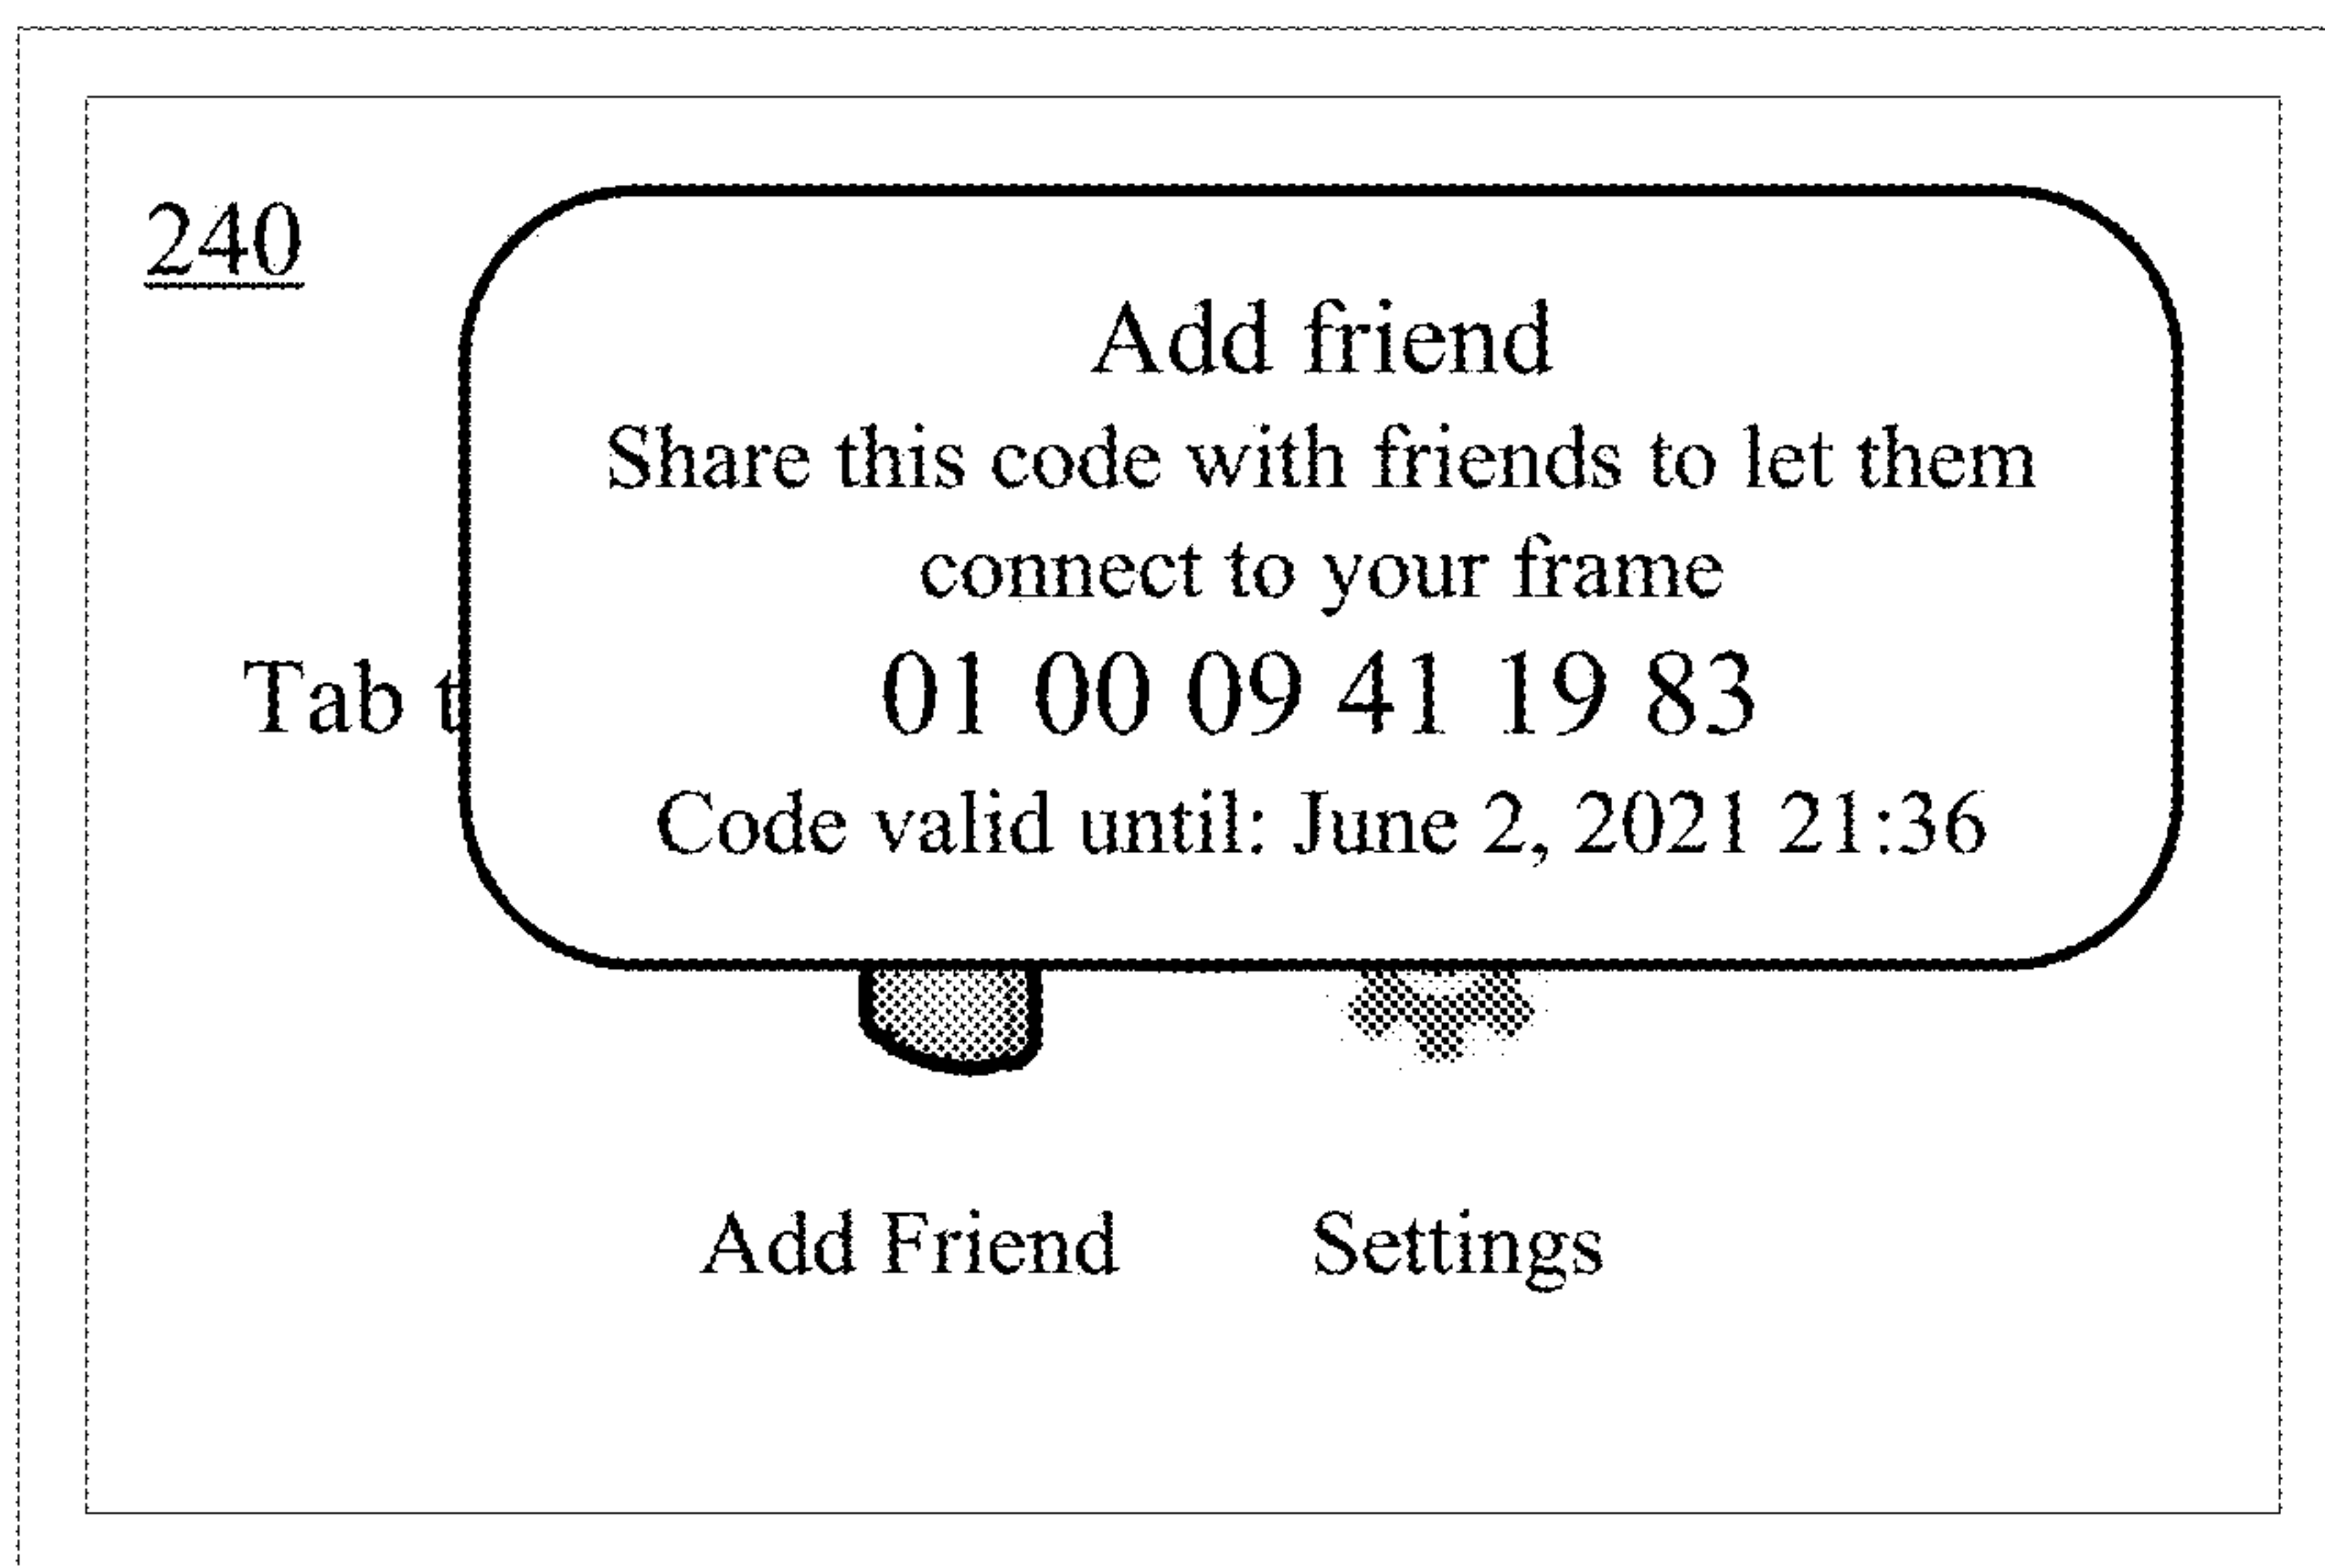 240
Add friend
Share this code with friends to let them
connect to your frame
01 00 09 41 19 83
Tab t
Code valid until: June 2, 2021 21:36
Add Friend
Settings